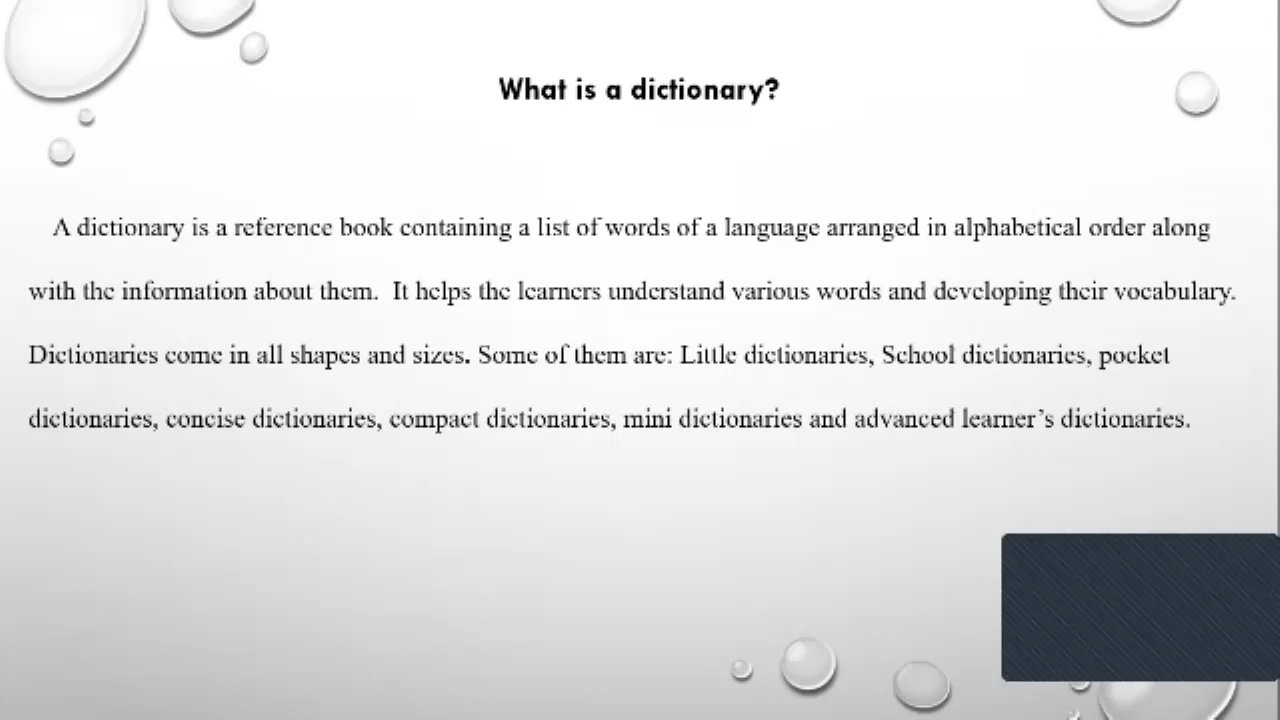 What is a dictionary?
A dictionary is a reference book containing a list of words of a language arranged in alphabetical order along
with the information about them.  It helps the learners understand various words and developing their vocabulary.
Dictionaries come in all shapes and sizes. Some of them are: Little dictionaries, School dictionaries, pocket
dictionaries, concise dictionaries, compact dictionaries, mini dictionaries and advanced learner’s dictionaries.